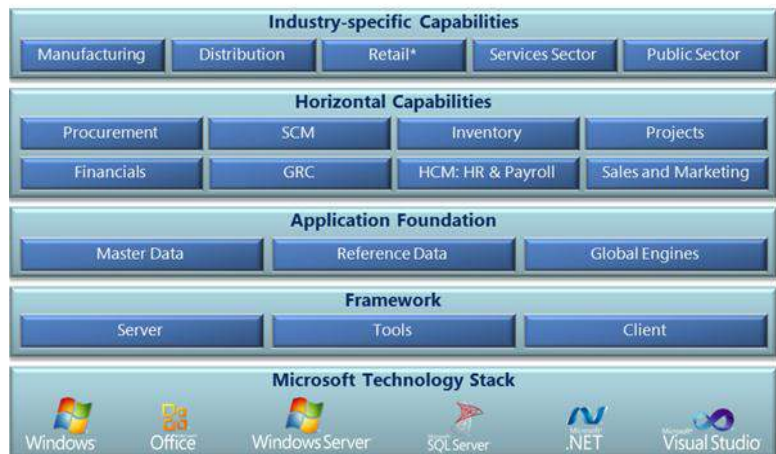 Industry-specific Capabilities
Manufacturing Distribution Retail* Services Sector Public Sector
Horizontal Capabilities
Procurement SCM Inventory Projects
Financials GRC HCM: HR & Payroll Sales and Marketing
Application Foundation
Master Data Reference Data Global Engines
Framework
Server Tools Client
Microsoft Technology Stack
Windows Office Windows Server SQL Server .NET Visual Studio